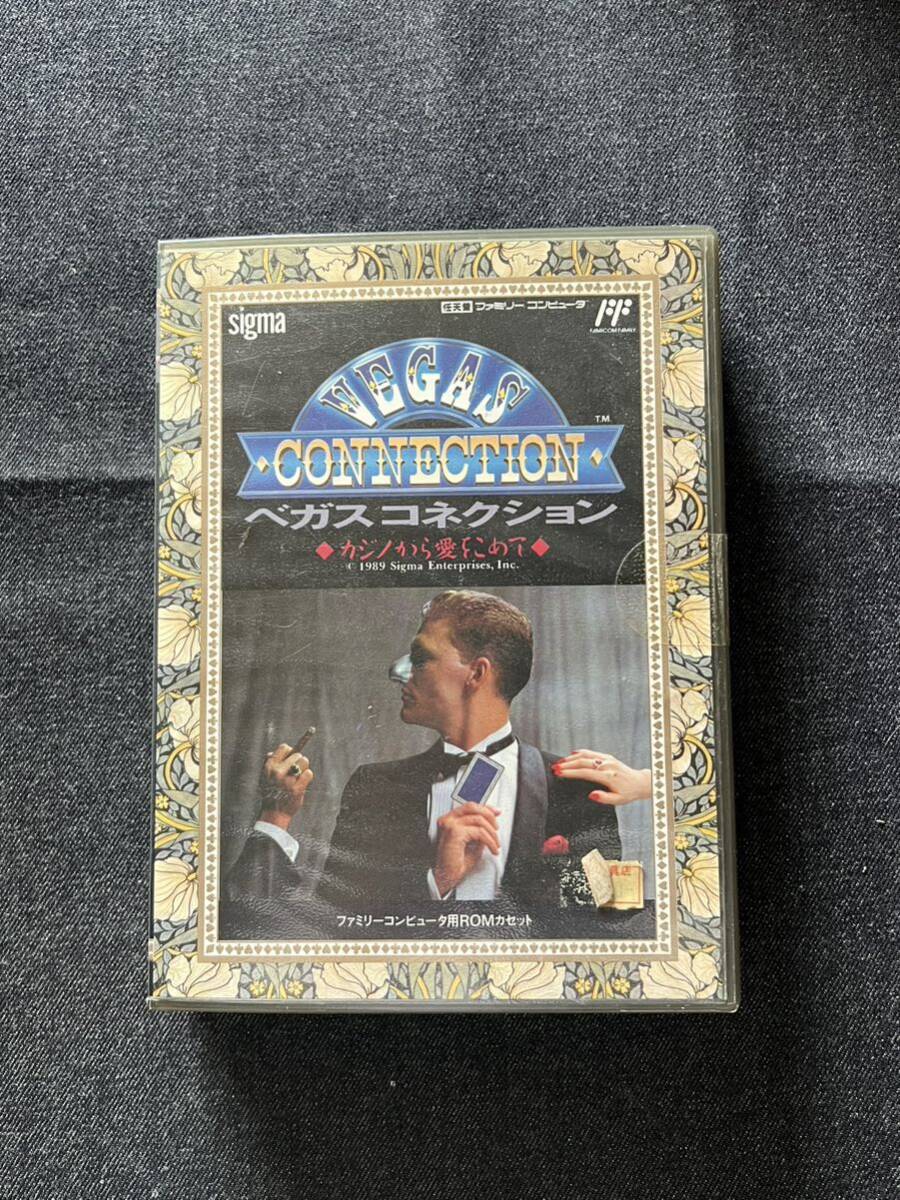 sigma
任天堂 ファミリー コンピュータ™
FAMICOM FAMILY
VEGAS
T.M.
CONNECTION
ベガス コネクション
◆カジノから愛をこめて◆
© 1989 Sigma Enterprises, Inc.
ファミリーコンピュータ用ROMカセット